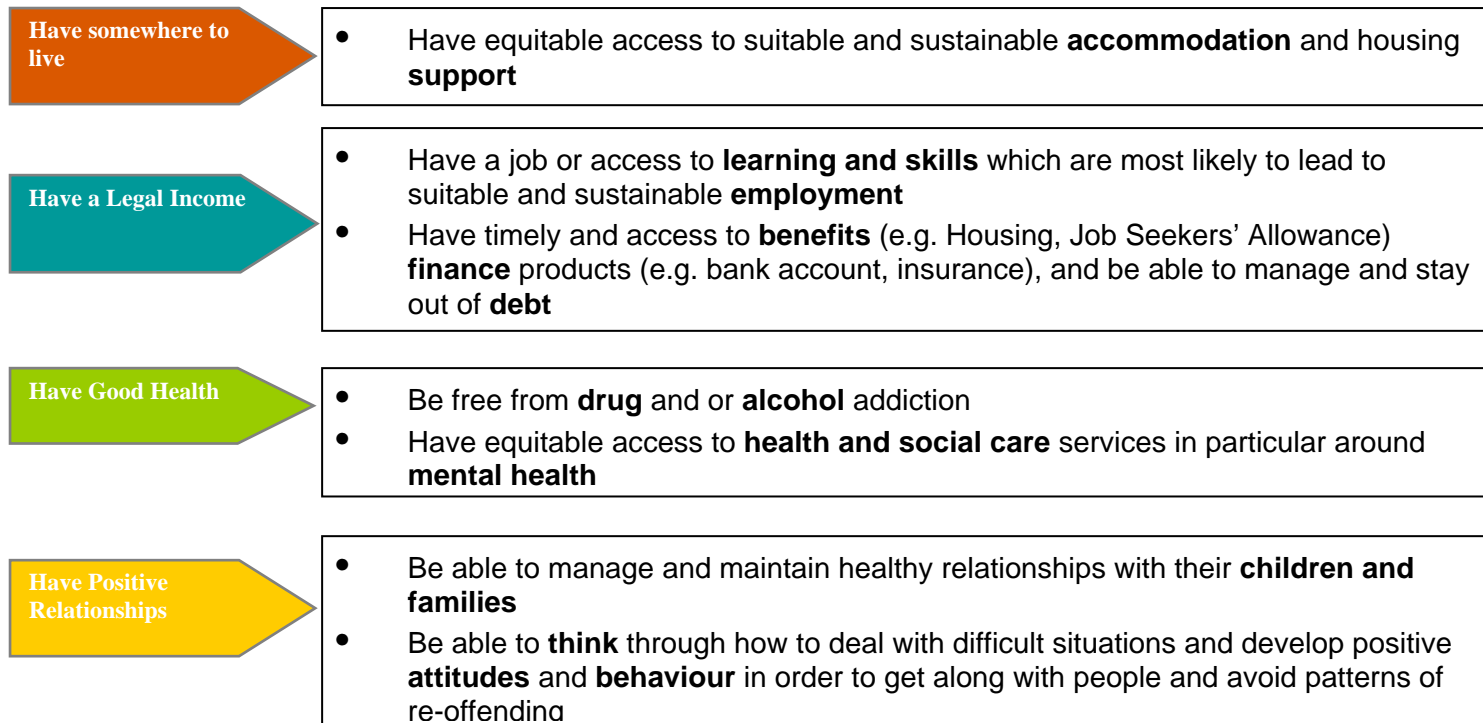 Have somewhere to
live
• Have equitable access to suitable and sustainable accommodation and housing
support
Have a Legal Income
• Have a job or access to learning and skills which are most likely to lead to
suitable and sustainable employment
• Have timely and access to benefits (e.g. Housing, Job Seekers’ Allowance)
finance products (e.g. bank account, insurance), and be able to manage and stay
out of debt
Have Good Health
• Be free from drug and or alcohol addiction
• Have equitable access to health and social care services in particular around
mental health
Have Positive
Relationships
• Be able to manage and maintain healthy relationships with their children and
families
• Be able to think through how to deal with difficult situations and develop positive
attitudes and behaviour in order to get along with people and avoid patterns of
re-offending